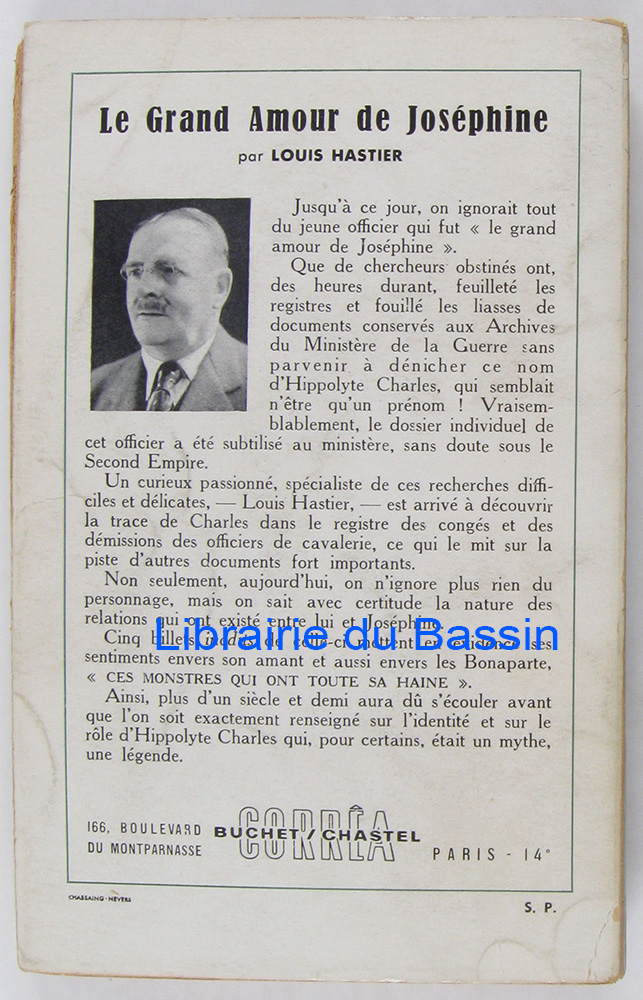 Le Grand Amour de Joséphine
par LOUIS HASTIER
Jusqu'à ce jour, on ignorait tout
du jeune officier qui fut « le grand
amour de Joséphine ».
Que de chercheurs obstinés ont,
des heures durant, feuilleté les
registres et fouillé les liasses de
documents conservés aux Archives
du Ministère de la Guerre sans
parvenir à dénicher ce nom
d'Hippolyte Charles, qui semblait
n'être qu'un prénom ! Vraisem-
blablement, le dossier individuel de
cet officier a été subtilisé au ministère, sans doute sous le
Second Empire.
Un curieux passionné, spécialiste de ces recherches diffi-
ciles et délicates, — Louis Hastier, — est arrivé à découvrir
la trace de Charles dans le registre des congés et des
démissions des officiers de cavalerie, ce qui le mit sur la
piste d'autres documents fort importants.
Non seulement, aujourd'hui, on n'ignore plus rien du
personnage, mais on sait avec certitude la nature des
relations qui ont existé entre lui et Joséphine.
Librairie du Bassin
Cinq billets inédits de celle-ci mettent en évidence ses
sentiments envers son amant et aussi envers les Bonaparte,
« CES MONSTRES QUI ONT TOUTE SA HAINE ».
Ainsi, plus d'un siècle et demi aura dû s'écouler avant
que l'on soit exactement renseigné sur l'identité et sur le
rôle d'Hippolyte Charles qui, pour certains, était un mythe,
une légende.
166, BOULEVARD
DU MONTPARNASSE
CORRÊA
BUCHET/CHASTEL
PARIS - 14°
CHASSAING-NEVERS
S. P.